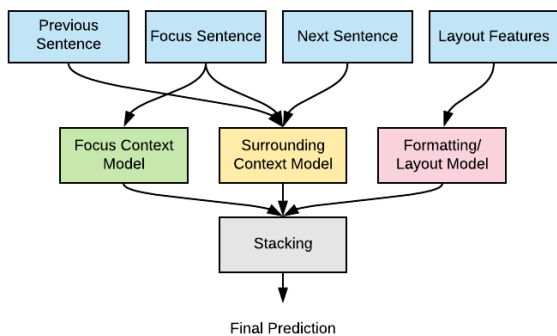 Previous
Sentence
Focus Sentence
Next Sentence
Layout Features
Focus Context
Model
Surrounding
Context Model
Formatting/
Layout Model
Stacking
Final Prediction